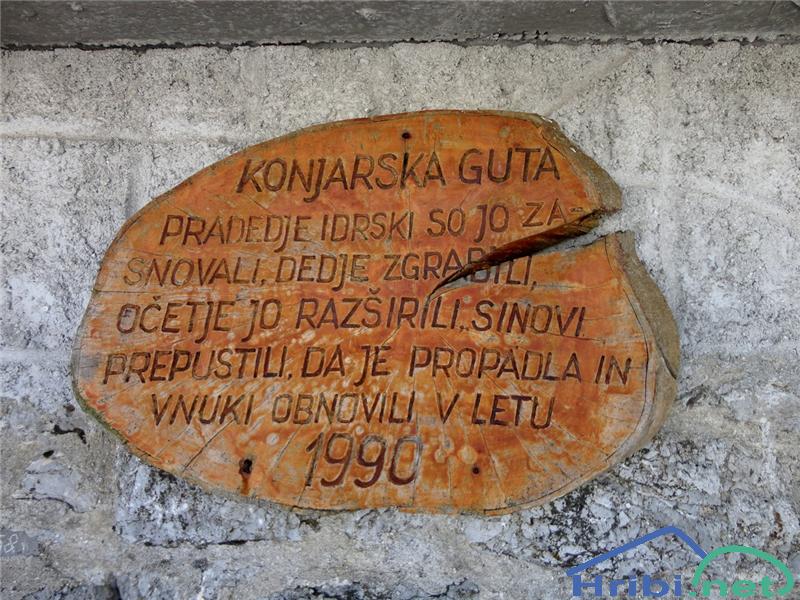 KONJARSKA GUTA
PRADEDJE IDRSKI SO JO ZA-
SNOVALI, DEDJE ZGRABILI,
OČETJE JO RAZŠIRILI, SINOVI
PREPUSTILI, DA JE PROPADLA IN
VNUKI OBNOVILI V LETU
1990
Hribi.net